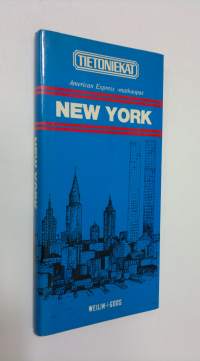 TIETONIEKAT
American Express -matkaopas
NEW YORK
WEILIN+GÖÖS
NEW YORK